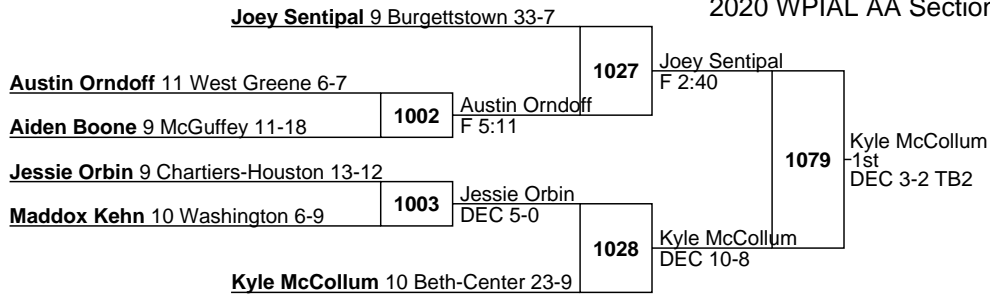 2020 WPIAL AA Section
Joey Sentipal 9 Burgettstown 33-7
1027
Joey Sentipal
F 2:40
Austin Orndoff 11 West Greene 6-7
1002
Austin Orndoff
F 5:11
Aiden Boone 9 McGuffey 11-18
1079
Kyle McCollum
1st
DEC 3-2 TB2
Jessie Orbin 9 Chartiers-Houston 13-12
1003
Jessie Orbin
DEC 5-0
Maddox Kehn 10 Washington 6-9
1028
Kyle McCollum
DEC 10-8
Kyle McCollum 10 Beth-Center 23-9